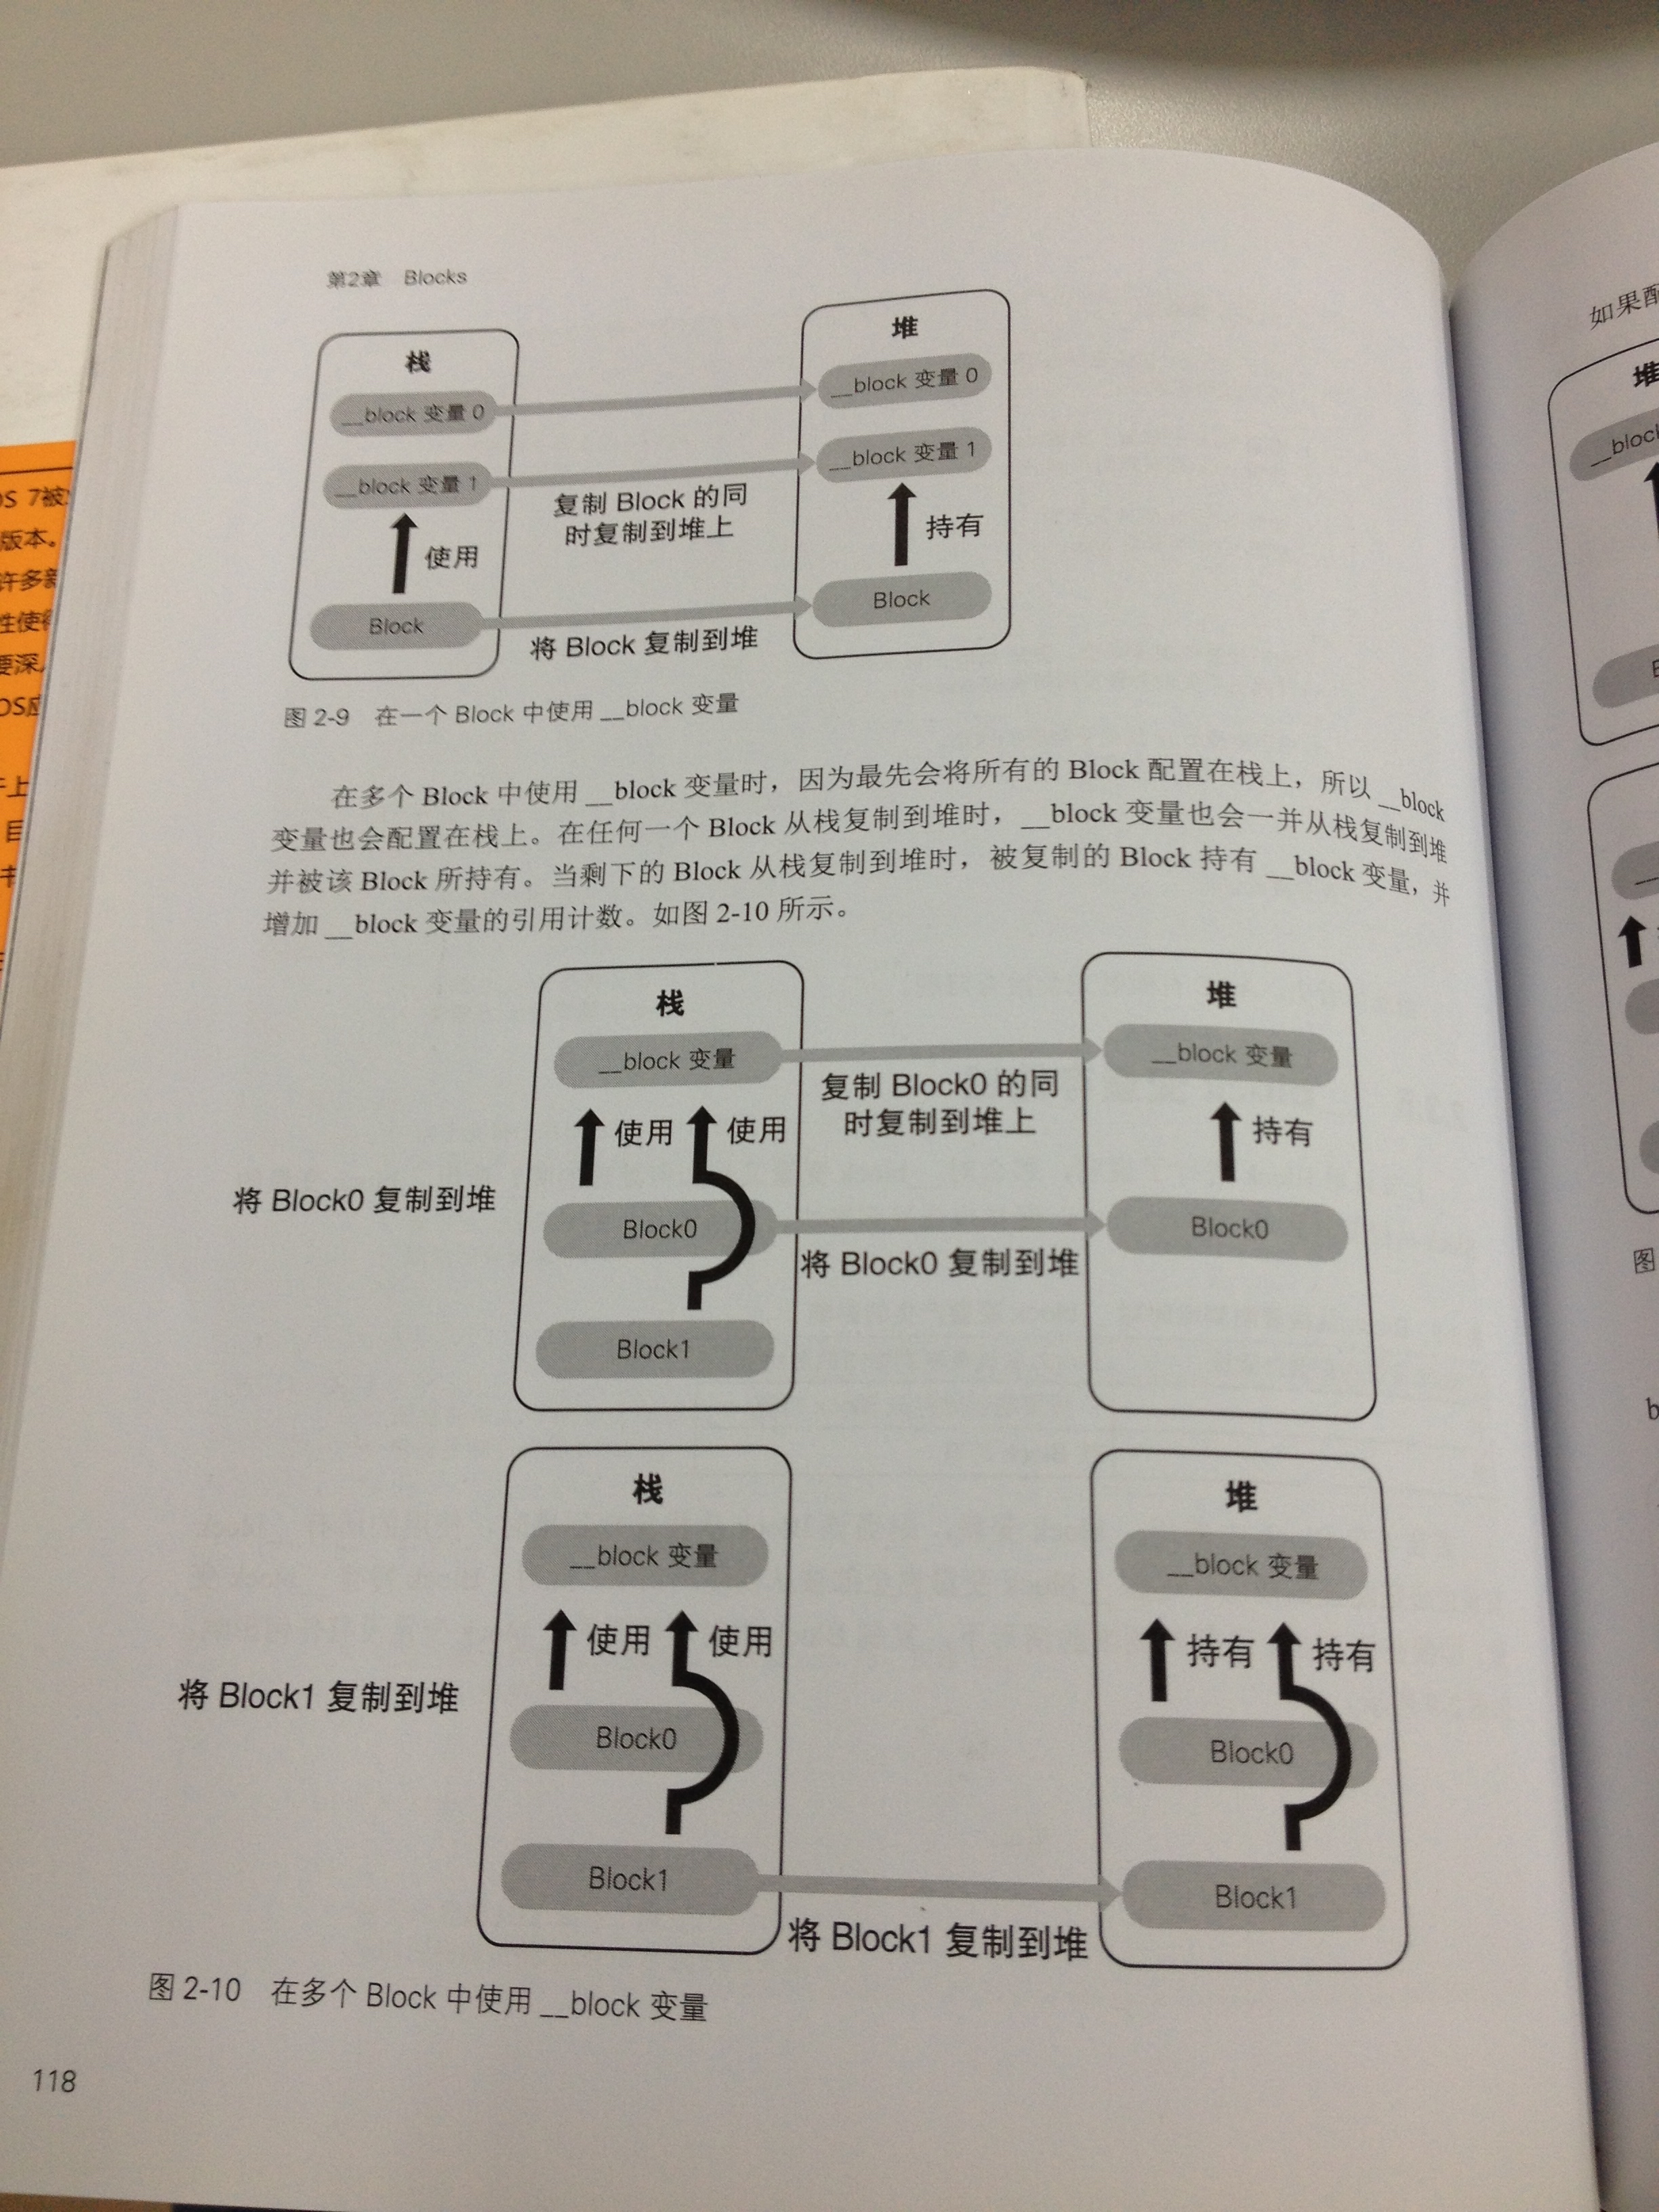 第2章 Blocks
栈
堆
__block 变量 0
__block 变量 0
__block 变量 1
__block 变量 1
复制 Block 的同
时复制到堆上
使用
持有
Block
Block
将 Block 复制到堆
图 2-9 在一个 Block 中使用 __block 变量
在多个 Block 中使用 __block 变量时，因为最先会将所有的 Block 配置在栈上，所以 __block
变量也会配置在栈上。在任何一个 Block 从栈复制到堆时，__block 变量也会一并从栈复制到堆
并被该 Block 所持有。当剩下的 Block 从栈复制到堆时，被复制的 Block 持有 __block 变量，并
增加 __block 变量的引用计数。如图 2-10 所示。
栈
堆
__block 变量
__block 变量
复制 Block0 的同
时复制到堆上
使用
使用
持有
将 Block0 复制到堆
Block0
Block0
将 Block0 复制到堆
Block1
栈
堆
__block 变量
__block 变量
使用
使用
持有
持有
将 Block1 复制到堆
Block0
Block0
Block1
Block1
将 Block1 复制到堆
图 2-10 在多个 Block 中使用 __block 变量
118
如果
堆
图
版本。
许多
性使
要深